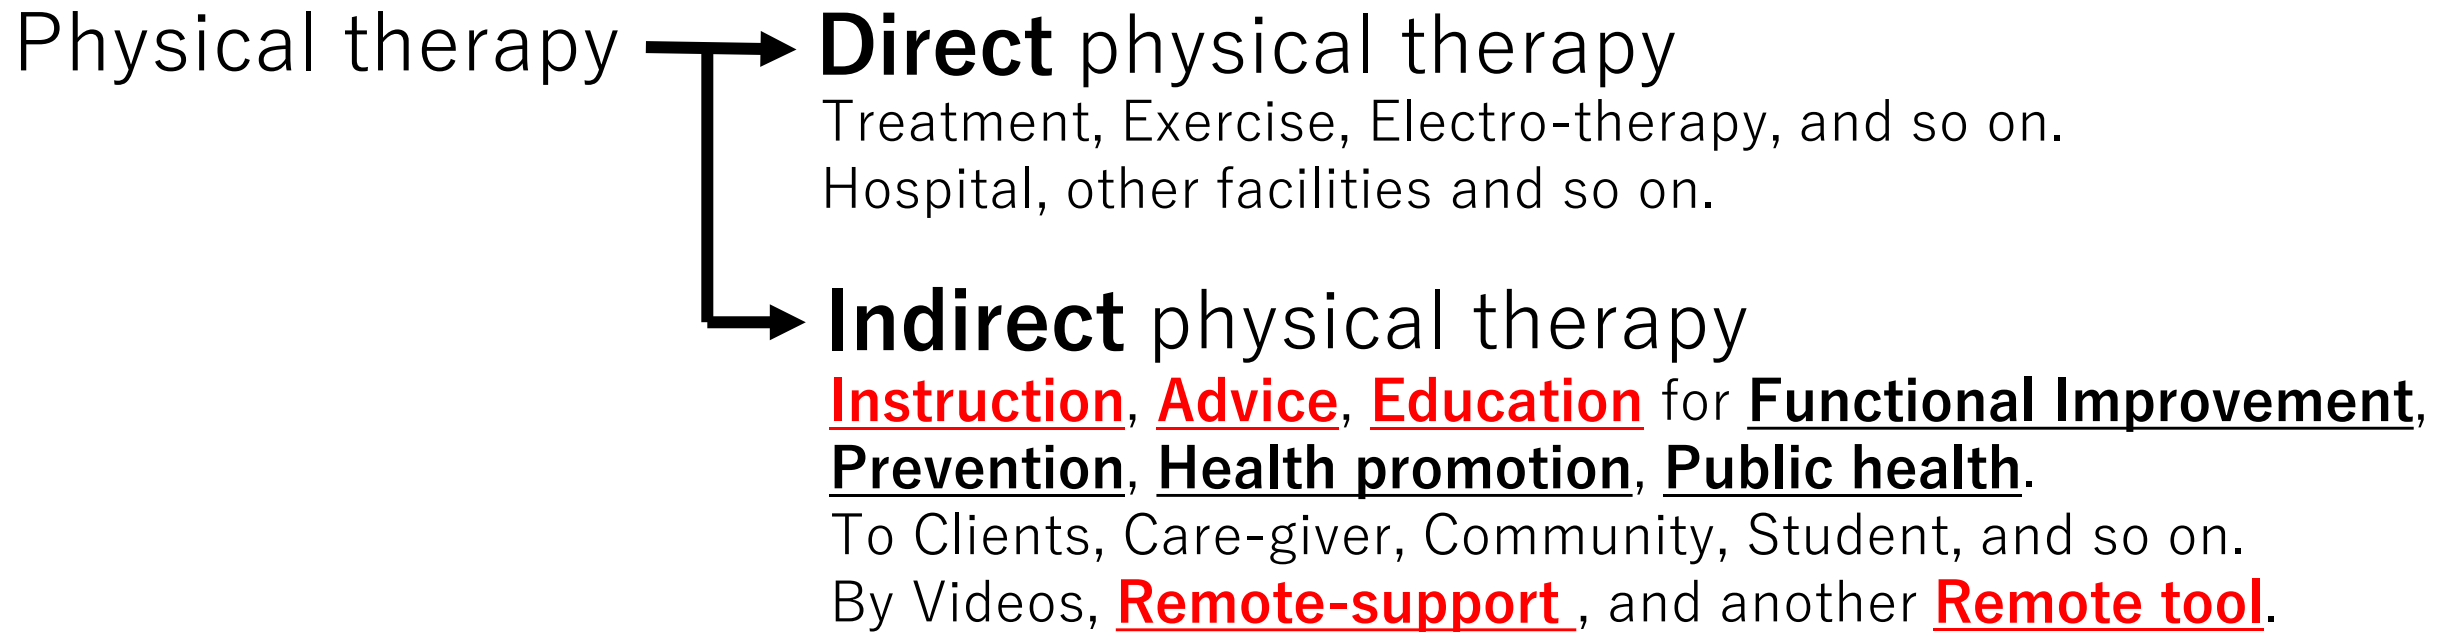 Physical therapy
Direct physical therapy
Treatment, Exercise, Electro-therapy, and so on.
Hospital, other facilities and so on.
Indirect physical therapy
Instruction, Advice, Education for Functional Improvement,
Prevention, Health promotion, Public health.
To Clients, Care-giver, Community, Student, and so on.
By Videos, Remote-support , and another Remote tool.